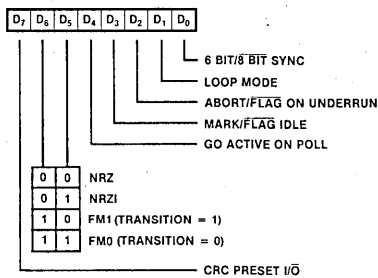 D7 D6 D5 D4 D3 D2 D1 D0
6 BIT/8 BIT SYNC
LOOP MODE
ABORT/FLAG ON UNDERRUN
MARK/FLAG IDLE
GO ACTIVE ON POLL
0 0 NRZ
0 1 NRZI
1 0 FM1 (TRANSITION = 1)
1 1 FM0 (TRANSITION = 0)
CRC PRESET I/O